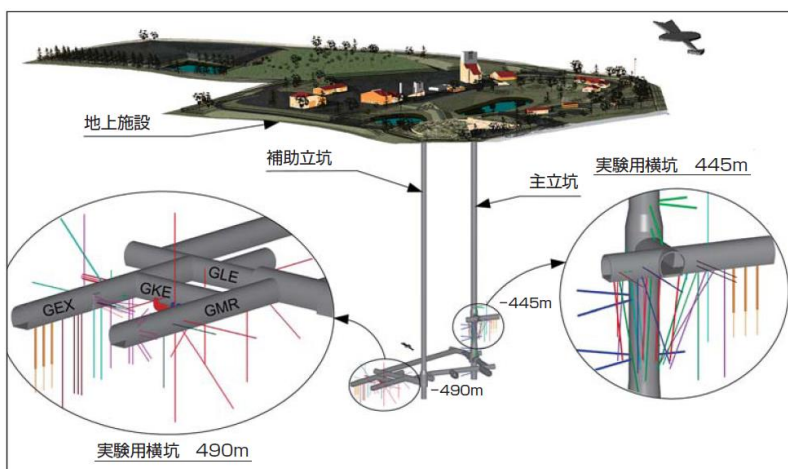 地上施設
補助立坑
主立坑
実験用横坑 445m
GEX
GKE
GLE
GMR
-445m
-490m
実験用横坑 490m